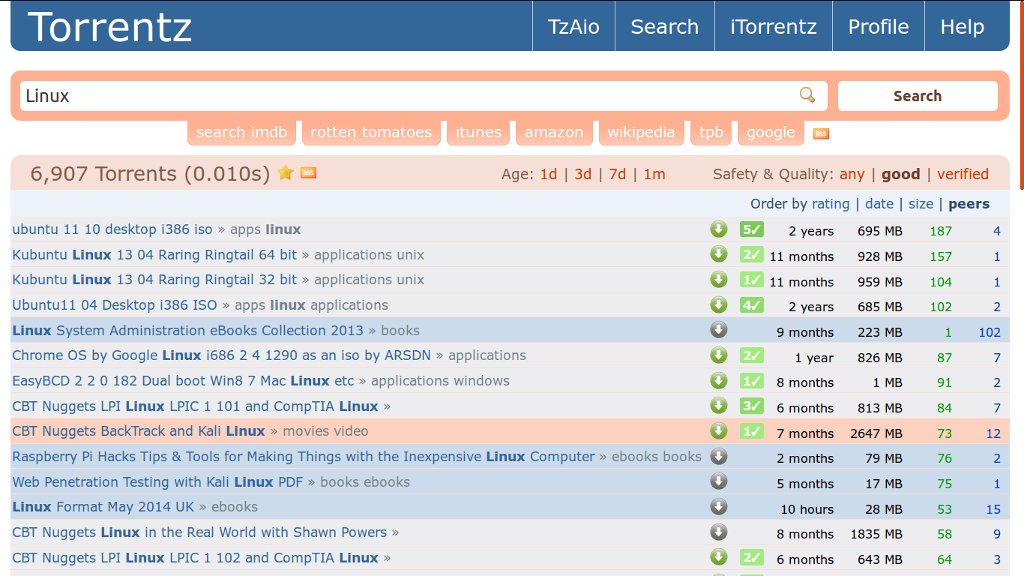 Torrentz TzAio Search iTorrentz Profile Help
Linux Search
search imdb rotten tomatoes itunes amazon wikipedia tpb google
6,907 Torrents (0.010s) Age: 1d | 3d | 7d | 1m Safety & Quality: any | good | verified
Order by rating | date | size | peers
ubuntu 11 10 desktop i386 iso » apps linux 5✓ 2 years 695 MB 187 4
Kubuntu Linux 13 04 Raring Ringtail 64 bit » applications unix 2✓ 11 months 928 MB 157 1
Kubuntu Linux 13 04 Raring Ringtail 32 bit » applications unix 1✓ 11 months 959 MB 104 1
Ubuntu11 04 Desktop i386 ISO » apps linux applications 4✓ 2 years 685 MB 102 2
Linux System Administration eBooks Collection 2013 » books 9 months 223 MB 1 102
Chrome OS by Google Linux i686 2 4 1290 as an iso by ARSDN » applications 2✓ 1 year 826 MB 87 7
EasyBCD 2 2 0 182 Dual boot Win8 7 Mac Linux etc » applications windows 1✓ 8 months 1 MB 91 2
CBT Nuggets LPI Linux LPIC 1 101 and CompTIA Linux » 3✓ 6 months 813 MB 84 7
CBT Nuggets BackTrack and Kali Linux » movies video 1✓ 7 months 2647 MB 73 12
Raspberry Pi Hacks Tips & Tools for Making Things with the Inexpensive Linux Computer » ebooks books 2 months 79 MB 76 2
Web Penetration Testing with Kali Linux PDF » books ebooks 5 months 17 MB 75 1
Linux Format May 2014 UK » ebooks 10 hours 28 MB 53 15
CBT Nuggets Linux in the Real World with Shawn Powers » 8 months 1835 MB 58 9
CBT Nuggets LPI Linux LPIC 1 102 and CompTIA Linux » 2✓ 6 months 643 MB 64 3